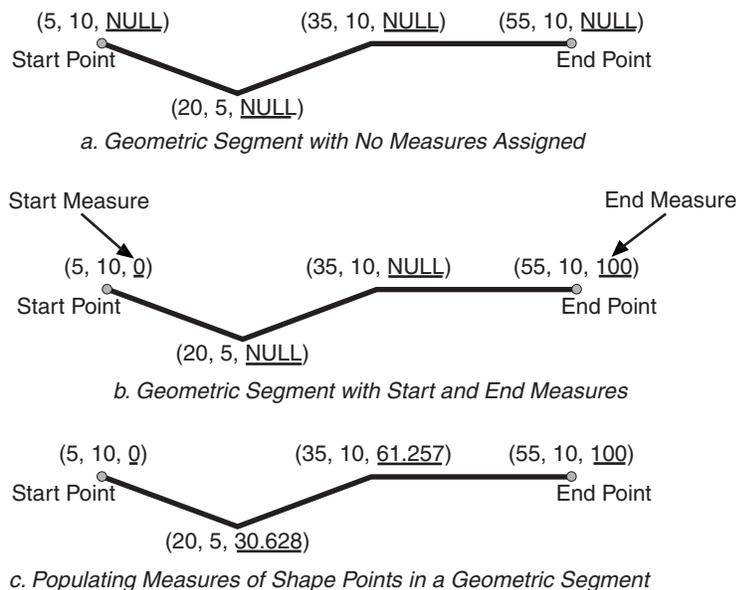 (5, 10, NULL) (35, 10, NULL) (55, 10, NULL)
Start Point End Point
(20, 5, NULL)
a. Geometric Segment with No Measures Assigned
Start Measure End Measure
(5, 10, 0) (35, 10, NULL) (55, 10, 100)
Start Point End Point
(20, 5, NULL)
b. Geometric Segment with Start and End Measures
(5, 10, 0) (35, 10, 61.257) (55, 10, 100)
Start Point End Point
(20, 5, 30.628)
c. Populating Measures of Shape Points in a Geometric Segment